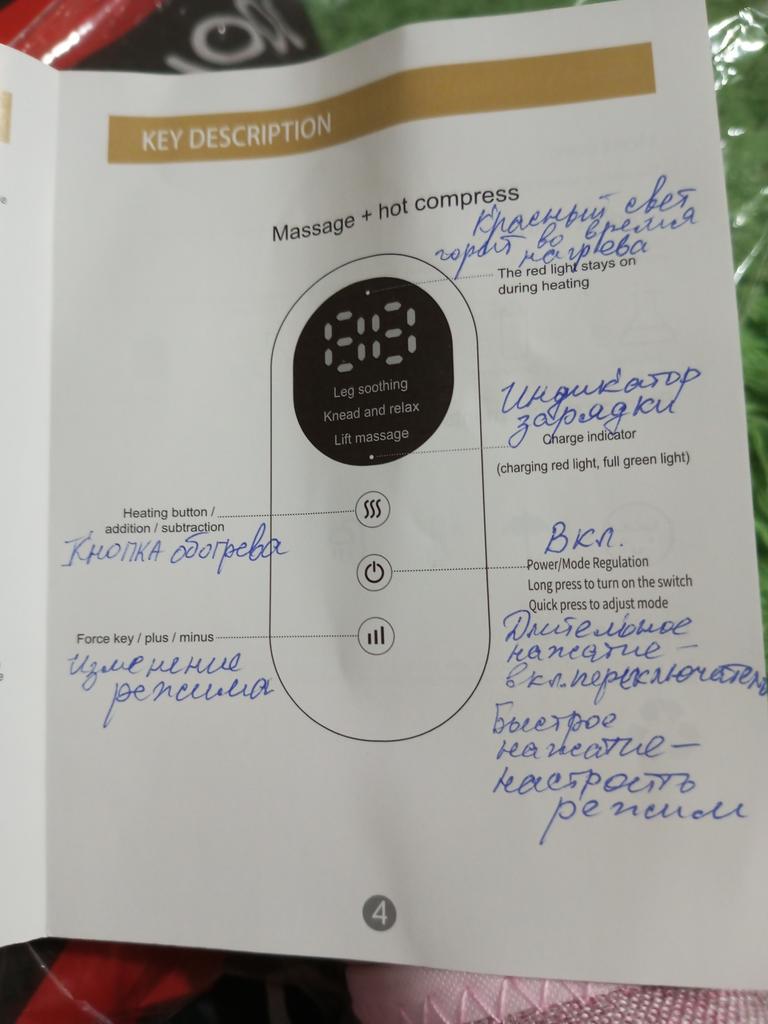 KEY DESCRIPTION
Massage + hot compress
Красный свет
горит во время
нагрева
The red light stays on
during heating
88
Leg soothing
Knead and relax
Lift massage
Индикатор
зарядки
Charge indicator
(charging red light, full green light)
Heating button /
addition / subtraction
Кнопка обогрева
Вкл.
Power/Mode Regulation
Long press to turn on the switch
Quick press to adjust mode
Force key / plus / minus
Изменение
режима
Длительное
нажатие –
вкл.переключатель
Быстрое
нажатие –
настроить
режим
4